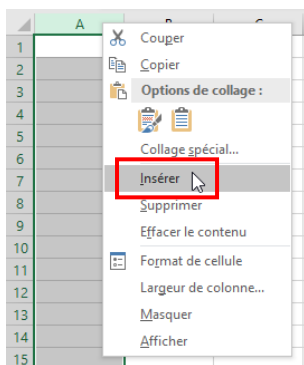 A
1
Couper
2
Copier
3
Options de collage :
4
5
Collage spécial...
6
7
Insérer
8
Supprimer
9
Effacer le contenu
10
11
Format de cellule
12
Largeur de colonne...
13
Masquer
14
Afficher
15